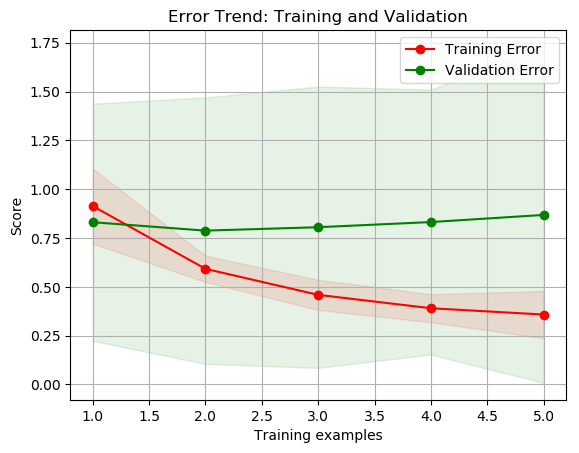 Error Trend: Training and Validation
Training Error
Validation Error
1.75
1.50
1.25
1.00
0.75
0.50
0.25
0.00
Score
1.0 1.5 2.0 2.5 3.0 3.5 4.0 4.5 5.0
Training examples